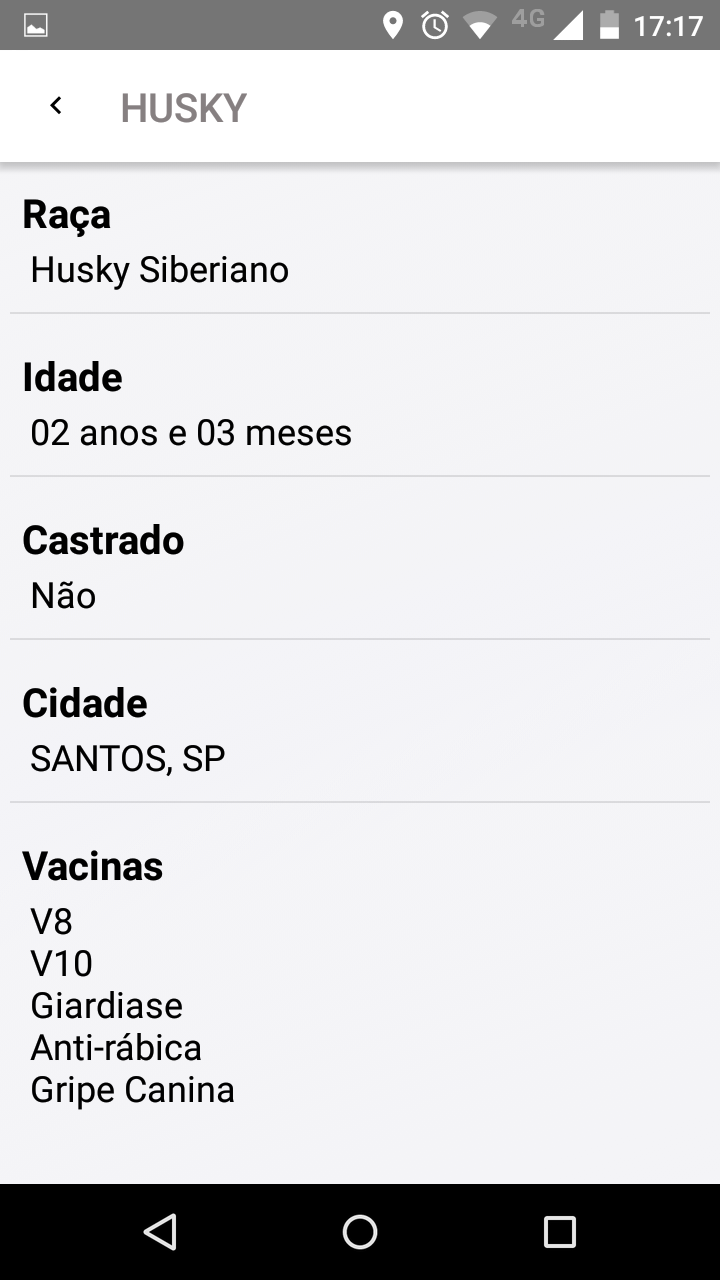 4G 17:17
HUSKY
Raça
Husky Siberiano
Idade
02 anos e 03 meses
Castrado
Não
Cidade
SANTOS, SP
Vacinas
V8
V10
Giardiase
Anti-rábica
Gripe Canina